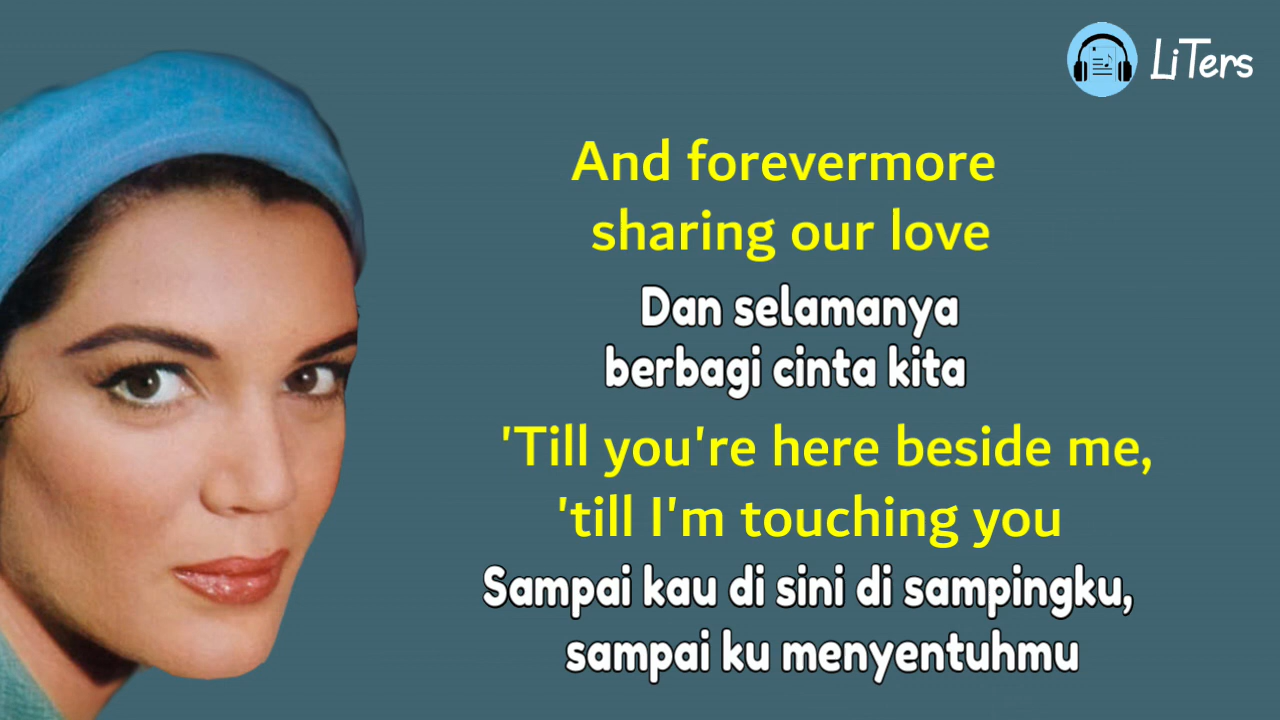 LiTers
And forevermore
sharing our love
Dan selamanya
berbagi cinta kita
'Till you're here beside me,
'till I'm touching you
Sampai kau di sini di sampingku,
sampai ku menyentuhmu